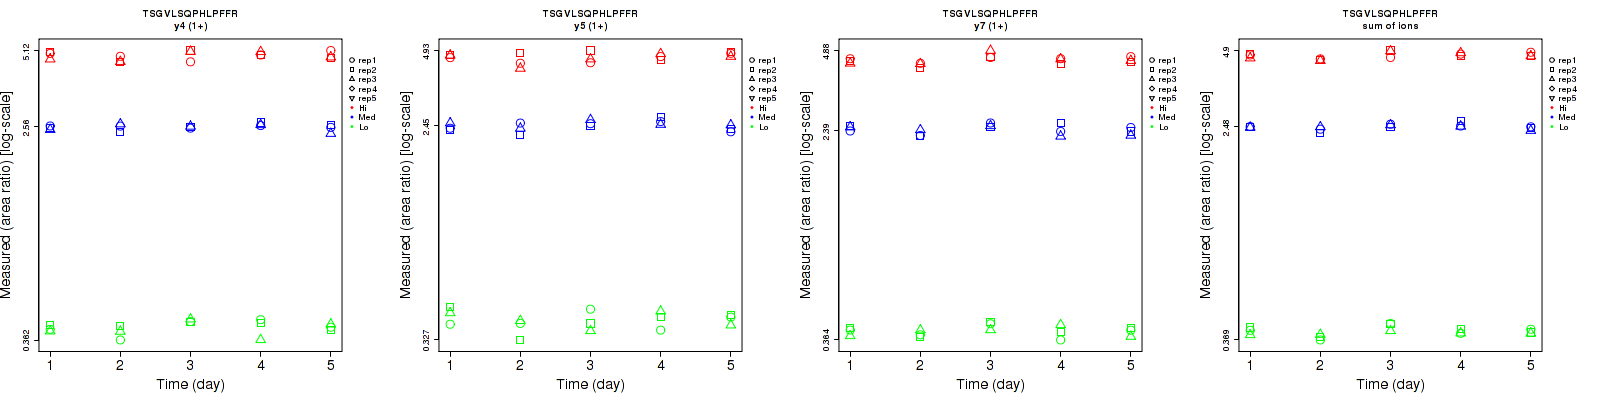 TSGVLSQPHLPFFR
y4 (1+)
5.12
2.56
0.382
Measured (area ratio) [log-scale]
1 2 3 4 5
Time (day)
rep1
rep2
rep3
rep4
rep5
Hi
Med
Lo
TSGVLSQPHLPFFR
y5 (1+)
4.93
2.45
0.327
Measured (area ratio) [log-scale]
1 2 3 4 5
Time (day)
rep1
rep2
rep3
rep4
rep5
Hi
Med
Lo
TSGVLSQPHLPFFR
y7 (1+)
4.88
2.39
0.364
Measured (area ratio) [log-scale]
1 2 3 4 5
Time (day)
rep1
rep2
rep3
rep4
rep5
Hi
Med
Lo
TSGVLSQPHLPFFR
sum of ions
4.9
2.48
0.369
Measured (area ratio) [log-scale]
1 2 3 4 5
Time (day)
rep1
rep2
rep3
rep4
rep5
Hi
Med
Lo